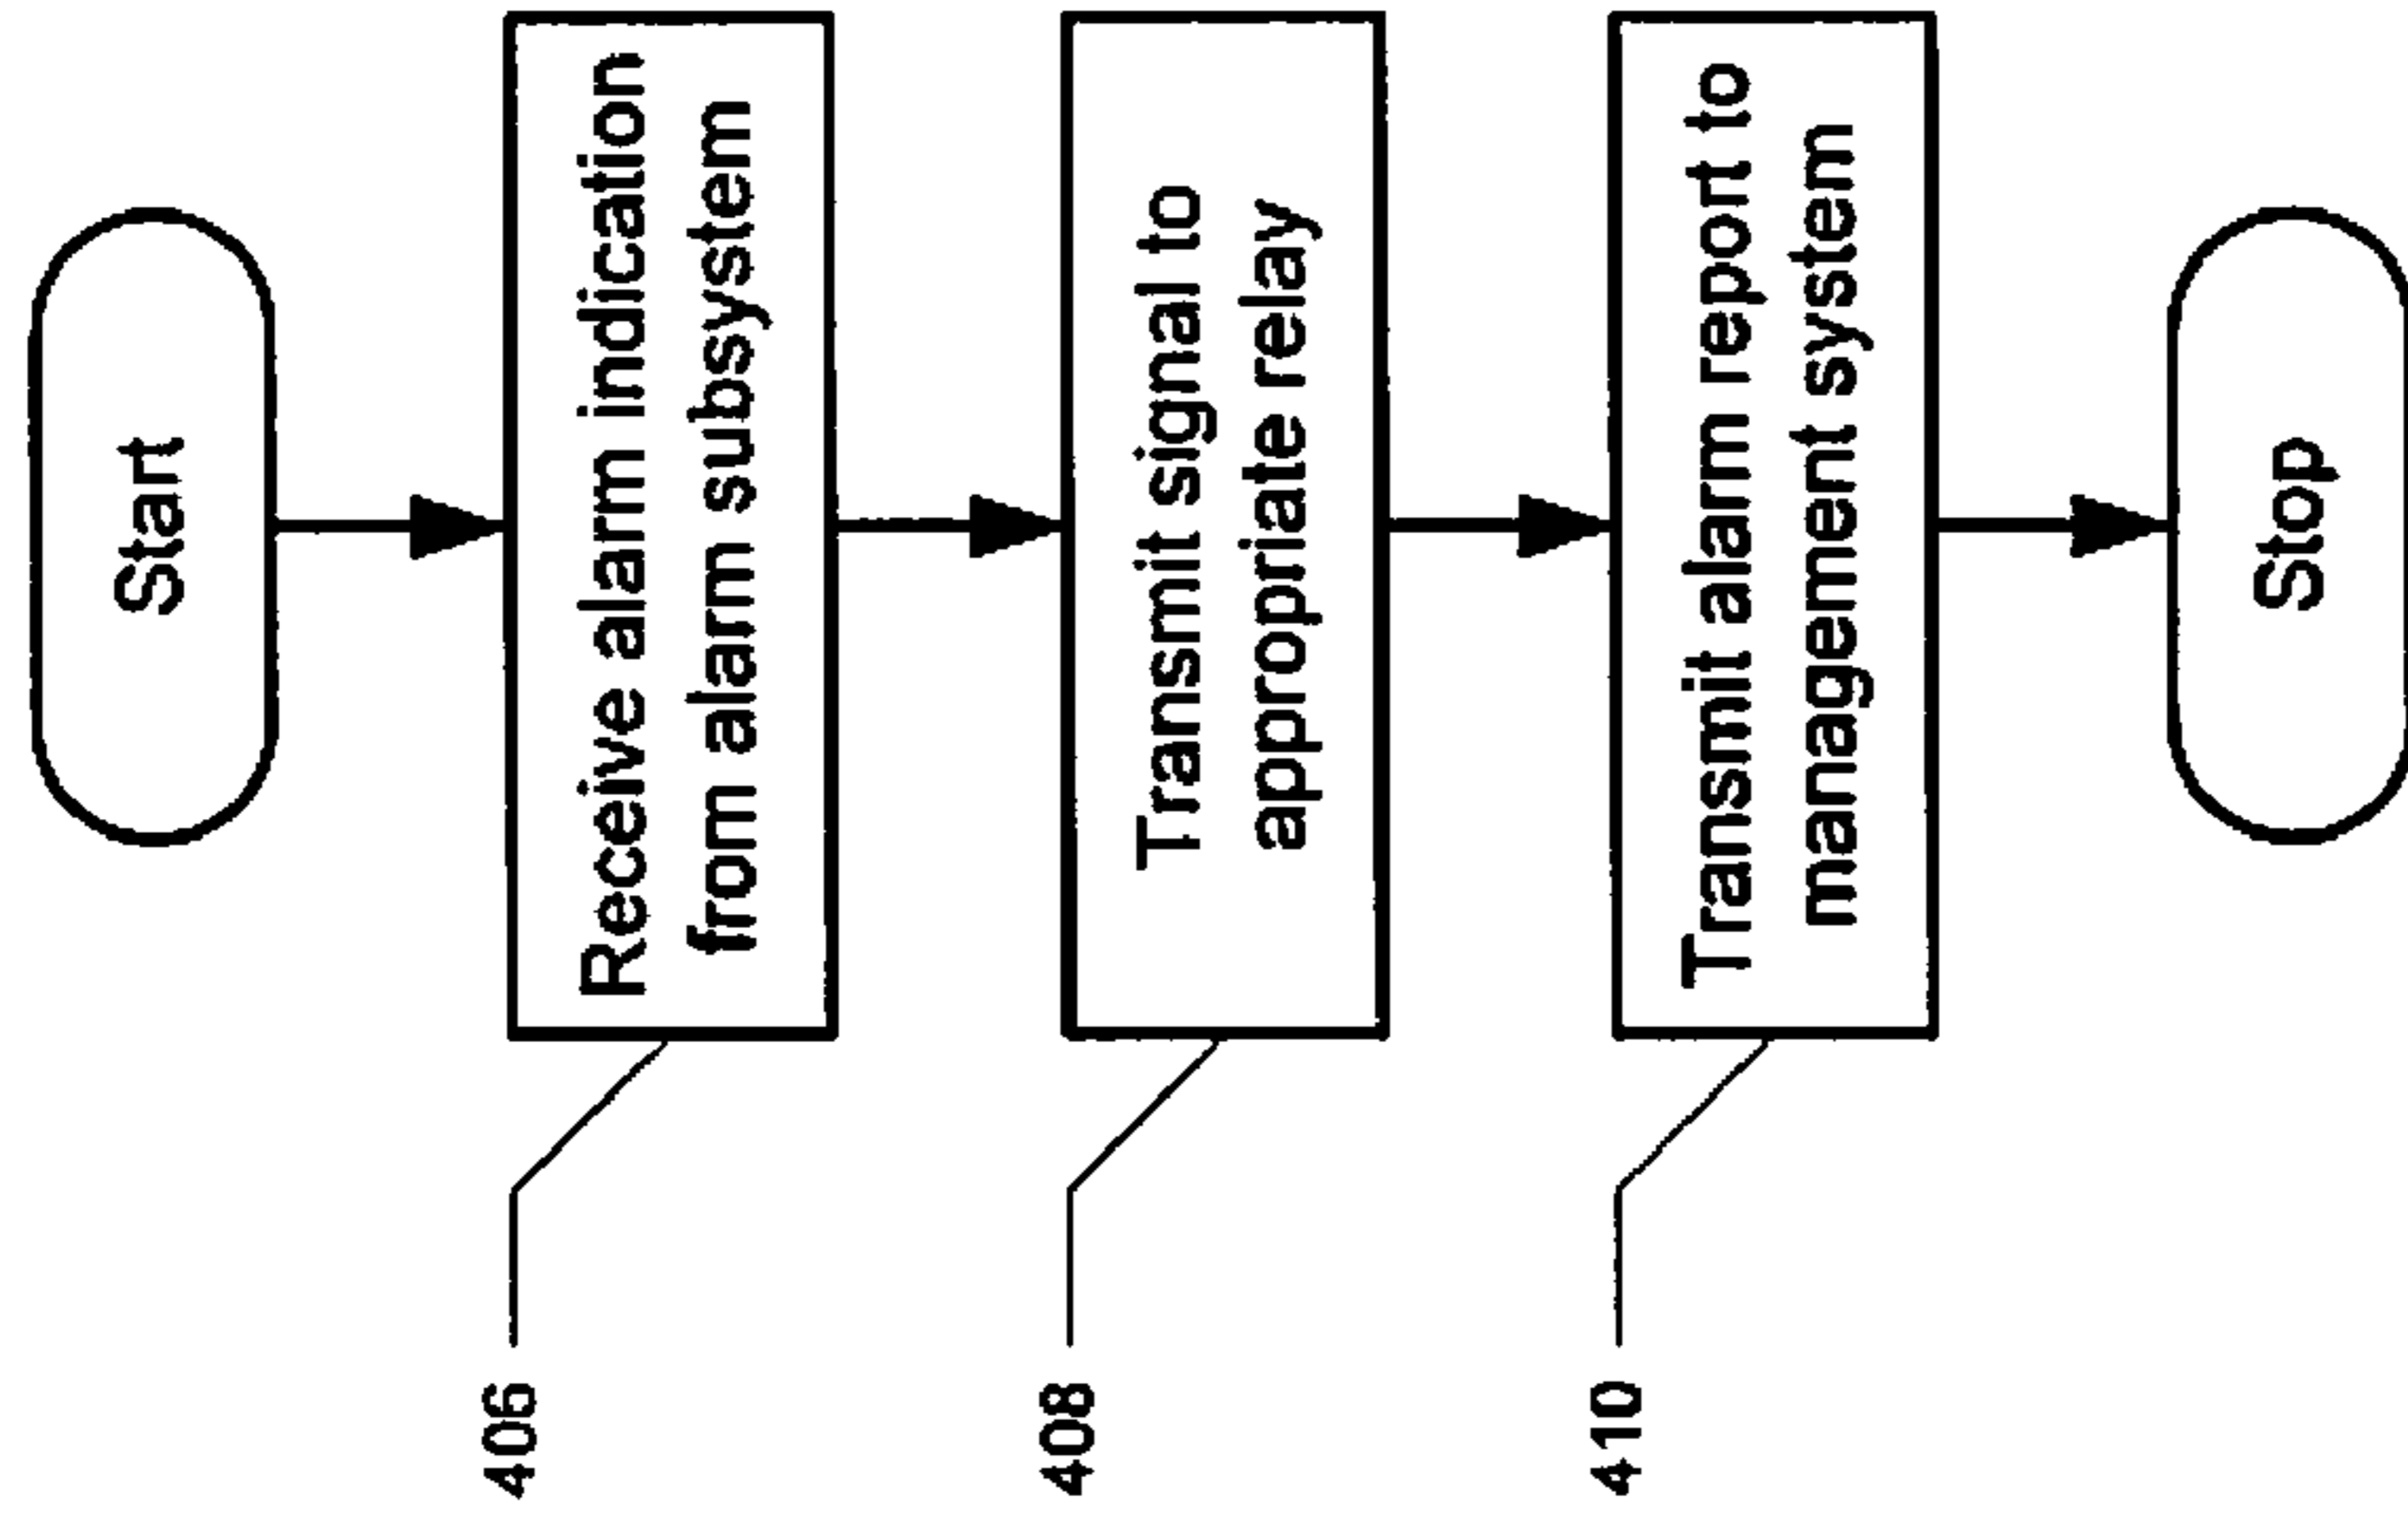 Start
406
Receive alarm indication
from alarm subsystem
408
Transmit signal to
appropriate relay
410
Transmit alarm report to
management system
Stop